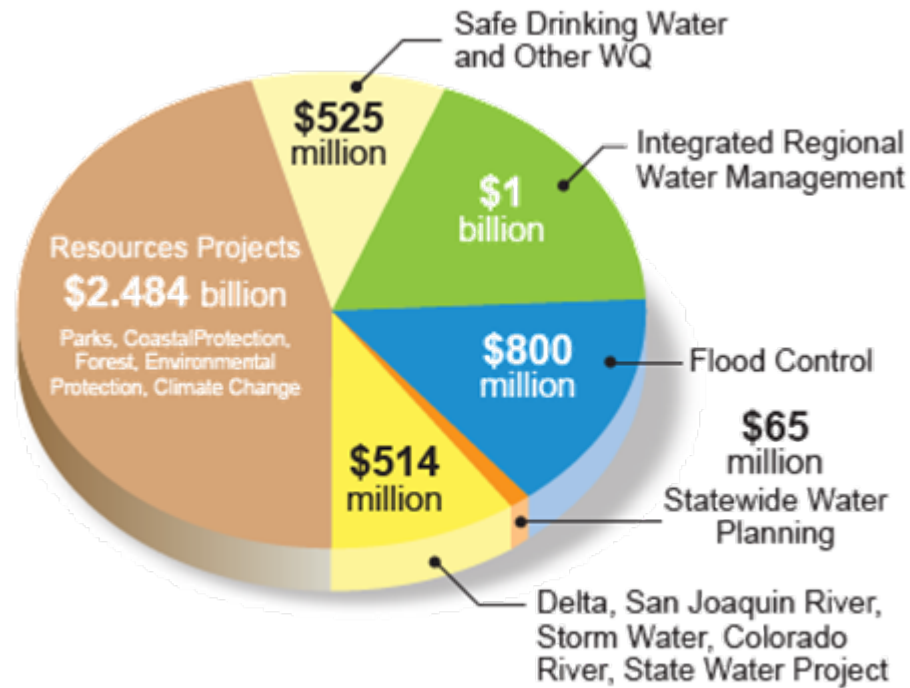 Safe Drinking Water
and Other WQ
$525
million
Integrated Regional
Water Management
$1
billion
Resources Projects
$2.484 billion
Parks, CoastalProtection,
Forest, Environmental
Protection, Climate Change
$800
million
Flood Control
$65
million
Statewide Water
Planning
$514
million
Delta, San Joaquin River,
Storm Water, Colorado
River, State Water Project